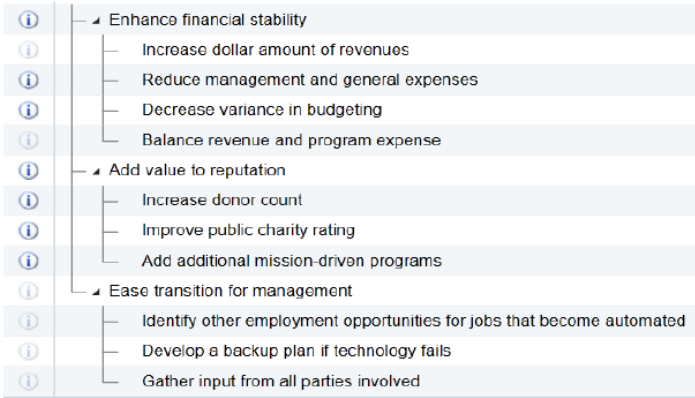 Enhance financial stability
Increase dollar amount of revenues
Reduce management and general expenses
Decrease variance in budgeting
Balance revenue and program expense
Add value to reputation
Increase donor count
Improve public charity rating
Add additional mission-driven programs
Ease transition for management
Identify other employment opportunities for jobs that become automated
Develop a backup plan if technology fails
Gather input from all parties involved